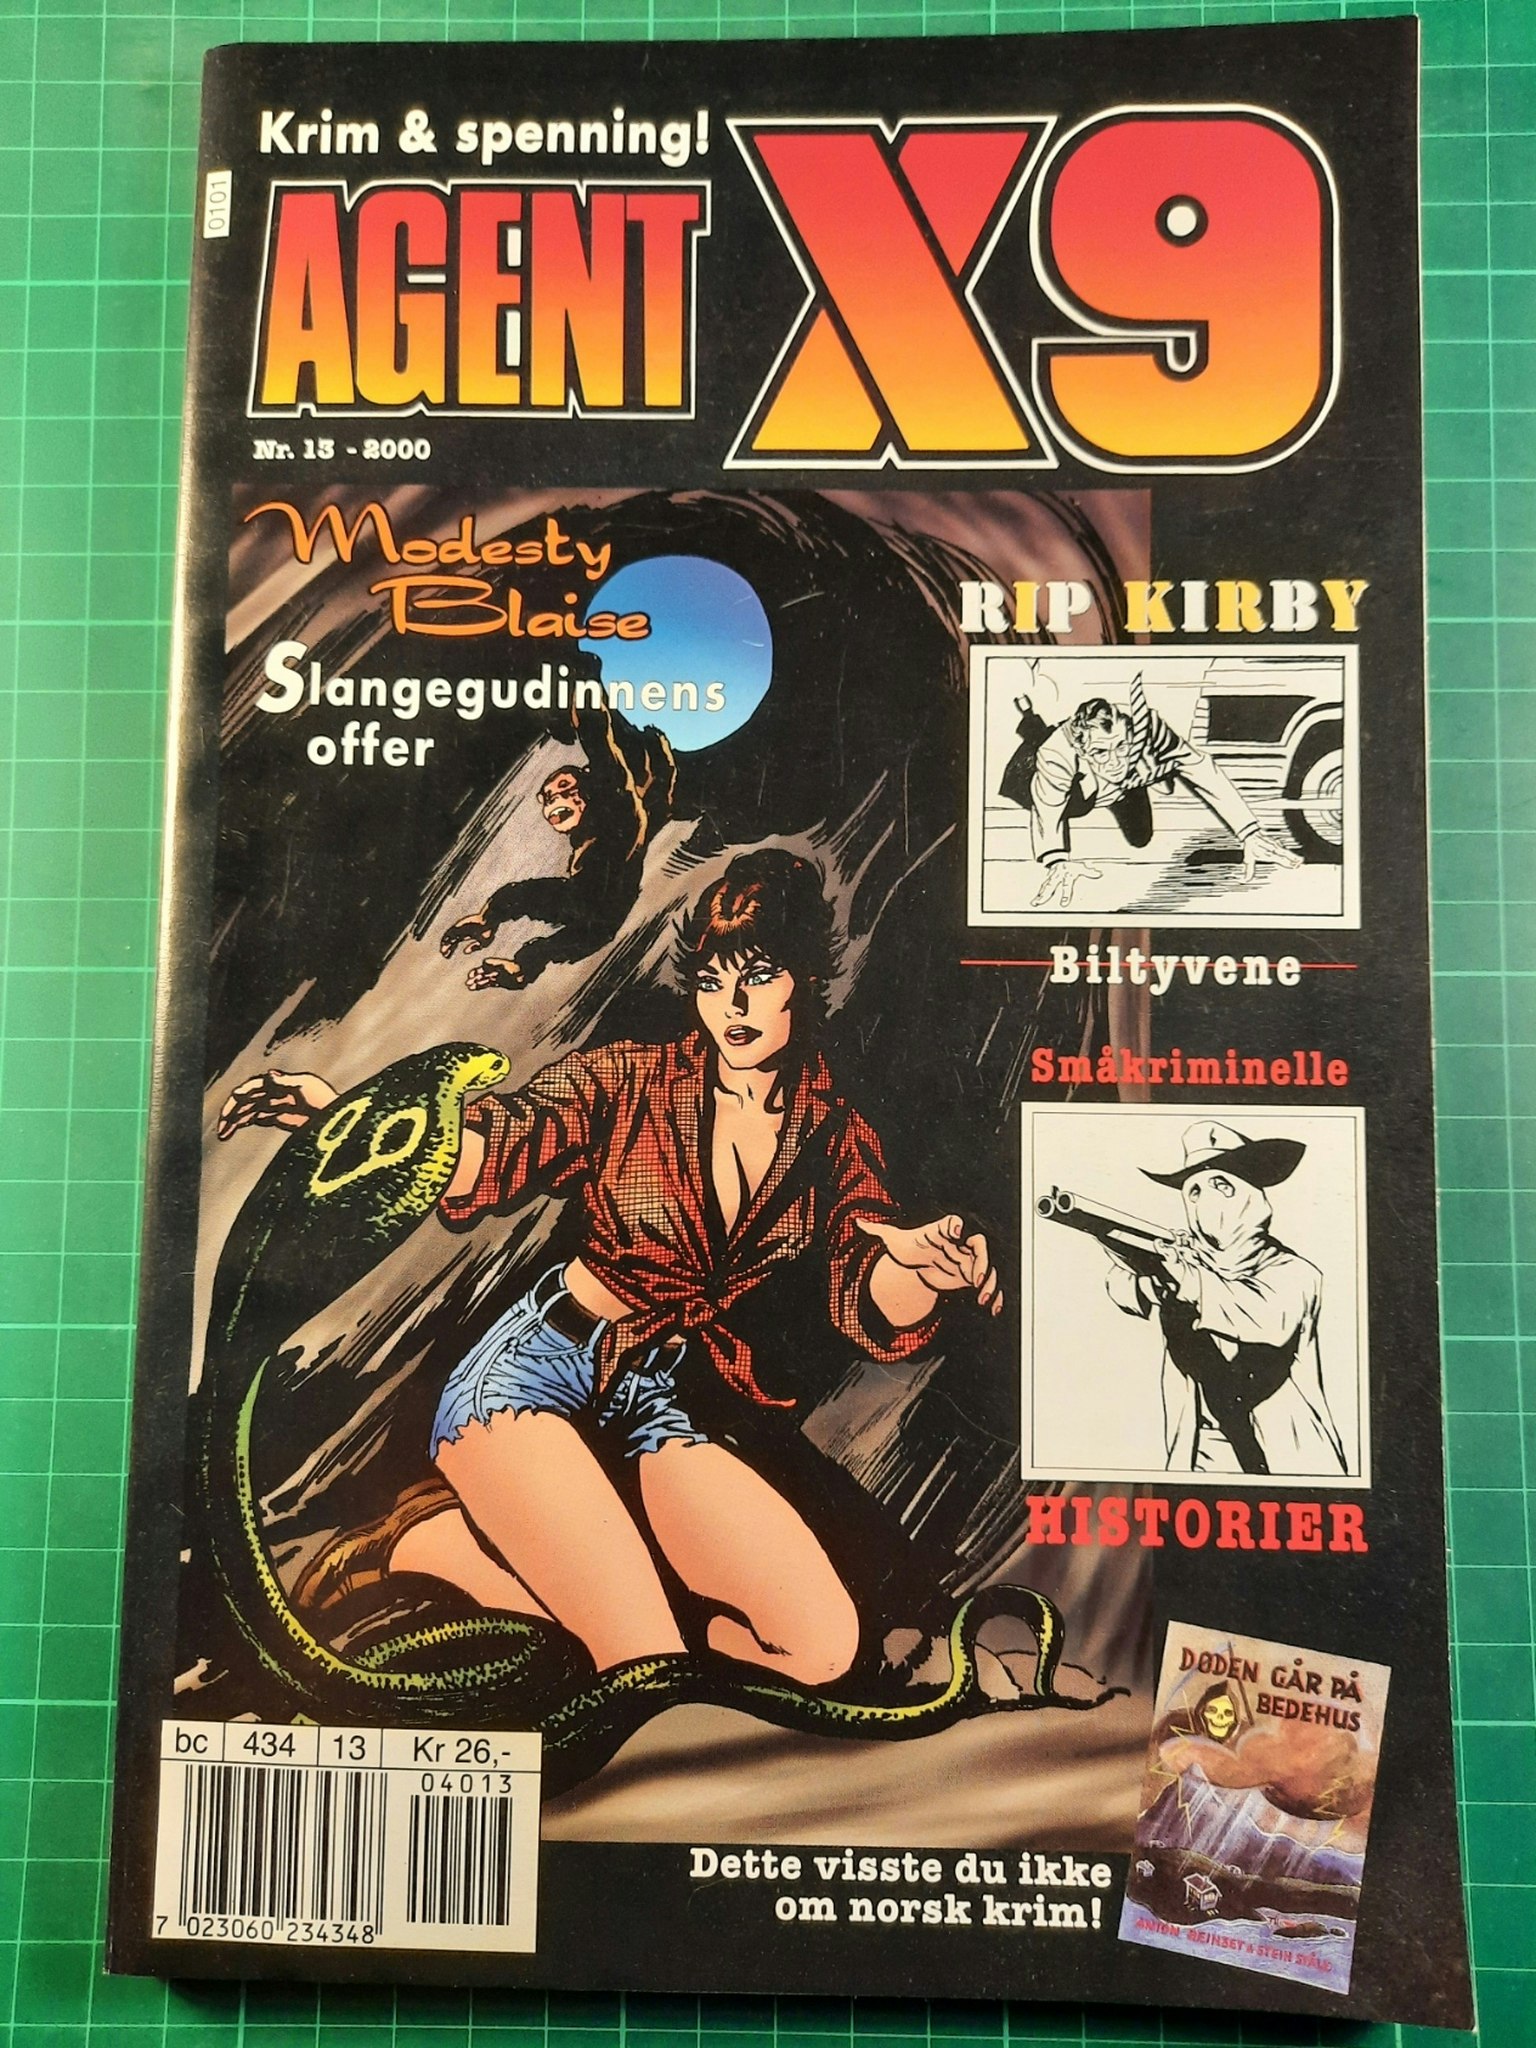 Krim & spenning!
AGENT X9
0101
Nr. 13 - 2000
Modesty
Blaise
Slangegudinnens
offer
RIP KIRBY
Biltyvene
Småkriminelle
HISTORIER
DØDEN GÅR PÅ
BEDEHUS
bc 434 13 Kr 26,-
04013
7 023060 234348
Dette visste du ikke
om norsk krim!